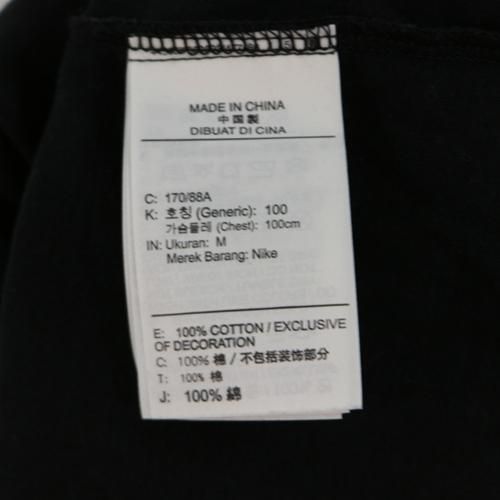 MADE IN CHINA
中国製
DIBUAT DI CINA
C: 170/88A
K: 호칭 (Generic): 100
가슴둘레 (Chest): 100cm
IN: Ukuran: M
Merek Barang: Nike
E: 100% COTTON / EXCLUSIVE
OF DECORATION
C: 100% 棉 / 不包括装饰部分
T: 100% 棉
J: 100% 綿